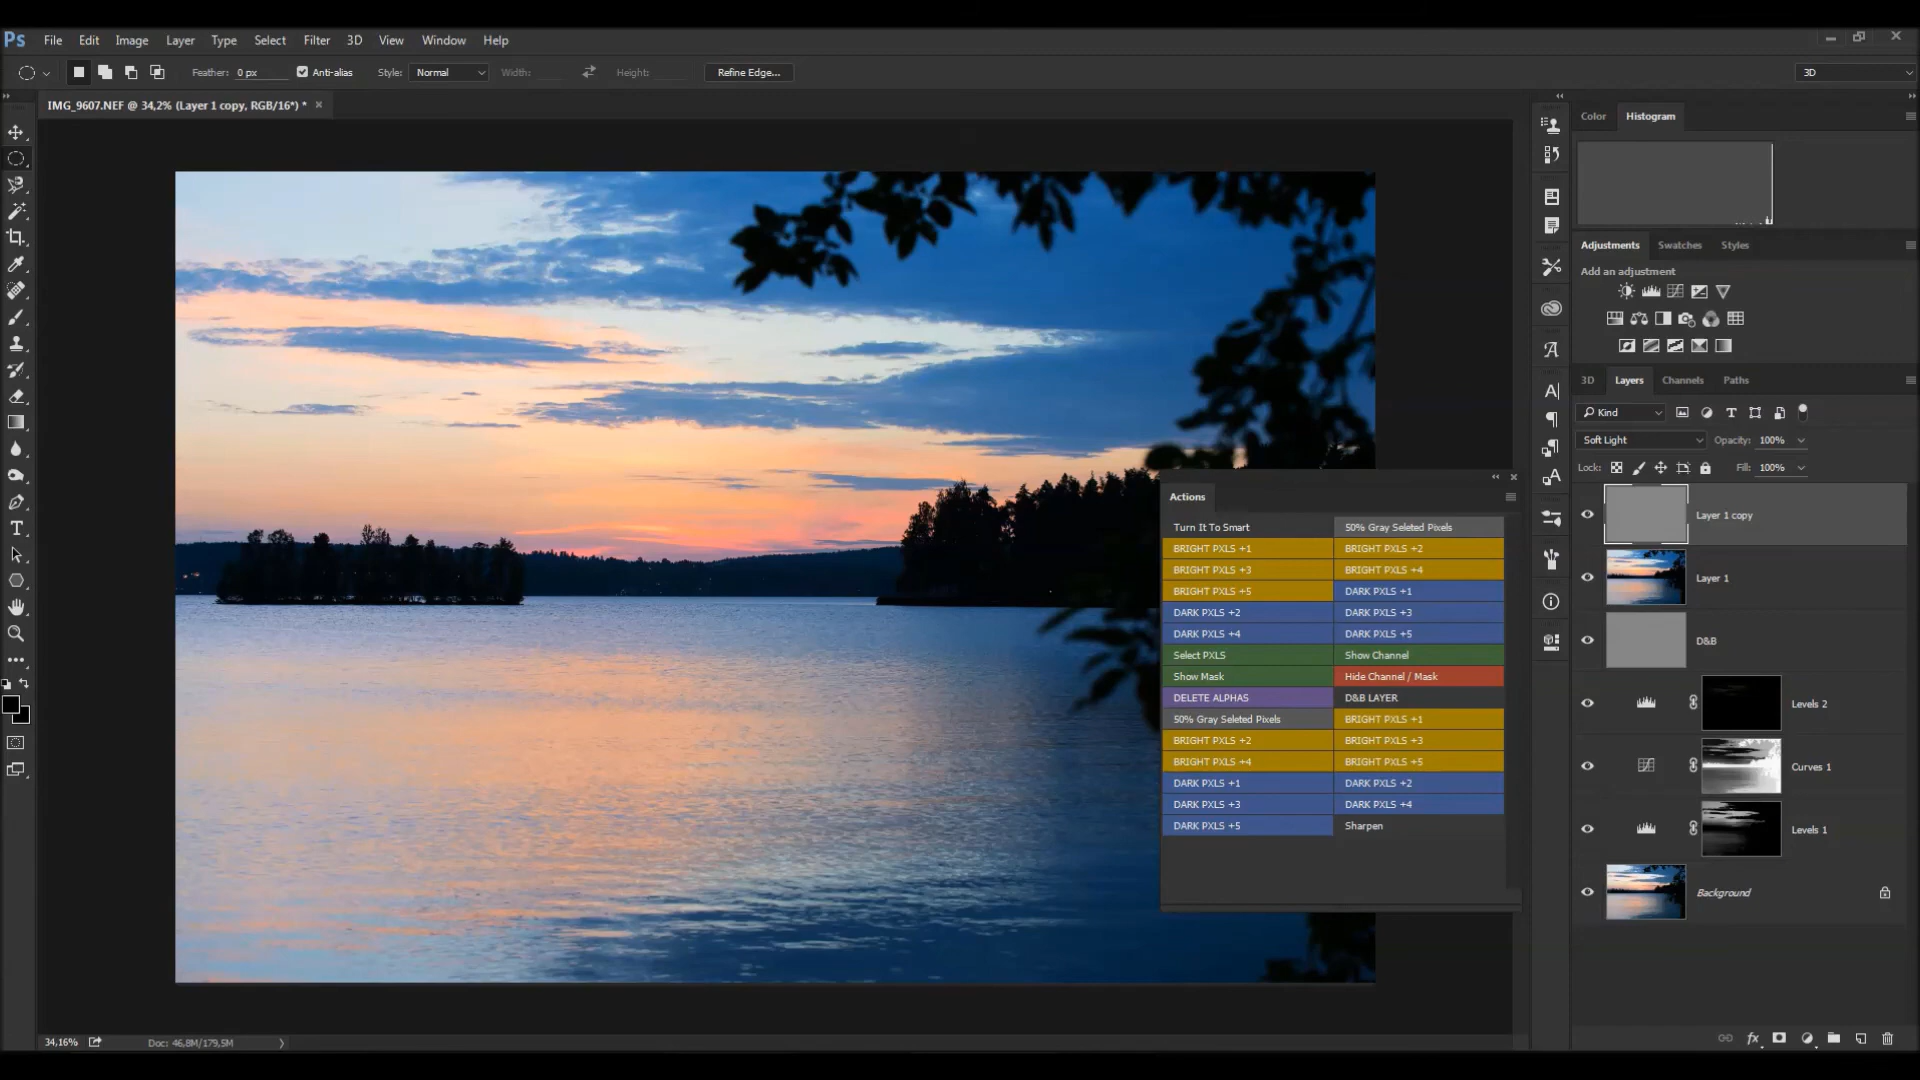 Ps File Edit Image Layer Type Select Filter 3D View Window Help
Feather: 0 px Anti-alias Style: Normal Width: Height: Refine Edge... 3D
IMG_9607.NEF @ 34,2% (Layer 1 copy, RGB/16*) * ×
Color Histogram
Adjustments Swatches Styles
Add an adjustment
3D Layers Channels Paths
Kind
Soft Light Opacity: 100%
Lock: Fill: 100%
Layer 1 copy
Layer 1
D&B
Levels 2
Curves 1
Levels 1
Background
Actions
Turn It To Smart 50% Gray Seleted Pixels
BRIGHT PXLS +1 BRIGHT PXLS +2
BRIGHT PXLS +3 BRIGHT PXLS +4
BRIGHT PXLS +5 DARK PXLS +1
DARK PXLS +2 DARK PXLS +3
DARK PXLS +4 DARK PXLS +5
Select PXLS Show Channel
Show Mask Hide Channel / Mask
DELETE ALPHAS D&B LAYER
50% Gray Seleted Pixels BRIGHT PXLS +1
BRIGHT PXLS +2 BRIGHT PXLS +3
BRIGHT PXLS +4 BRIGHT PXLS +5
DARK PXLS +1 DARK PXLS +2
DARK PXLS +3 DARK PXLS +4
DARK PXLS +5 Sharpen
34,16% Doc: 46,8M/179,5M
fx